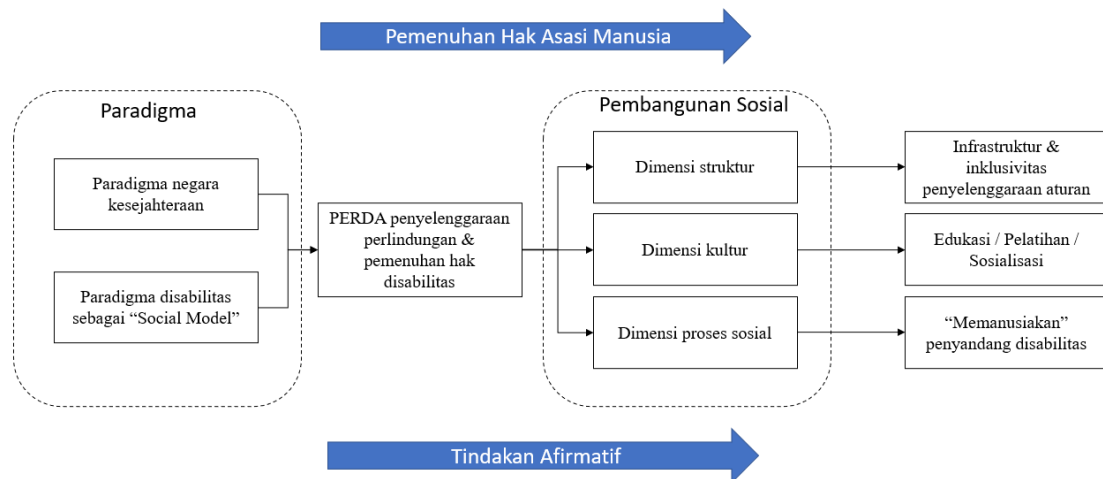 Pemenuhan Hak Asasi Manusia
Paradigma
Paradigma negara
kesejahteraan
Paradigma disabilitas
sebagai “Social Model”
PERDA penyelenggaraan
perlindungan &
pemenuhan hak
disabilitas
Pembangunan Sosial
Dimensi struktur
Dimensi kultur
Dimensi proses sosial
Infrastruktur &
inklusivitas
penyelenggaraan aturan
Edukasi / Pelatihan /
Sosialisasi
“Memanusiakan”
penyandang disabilitas
Tindakan Afirmatif